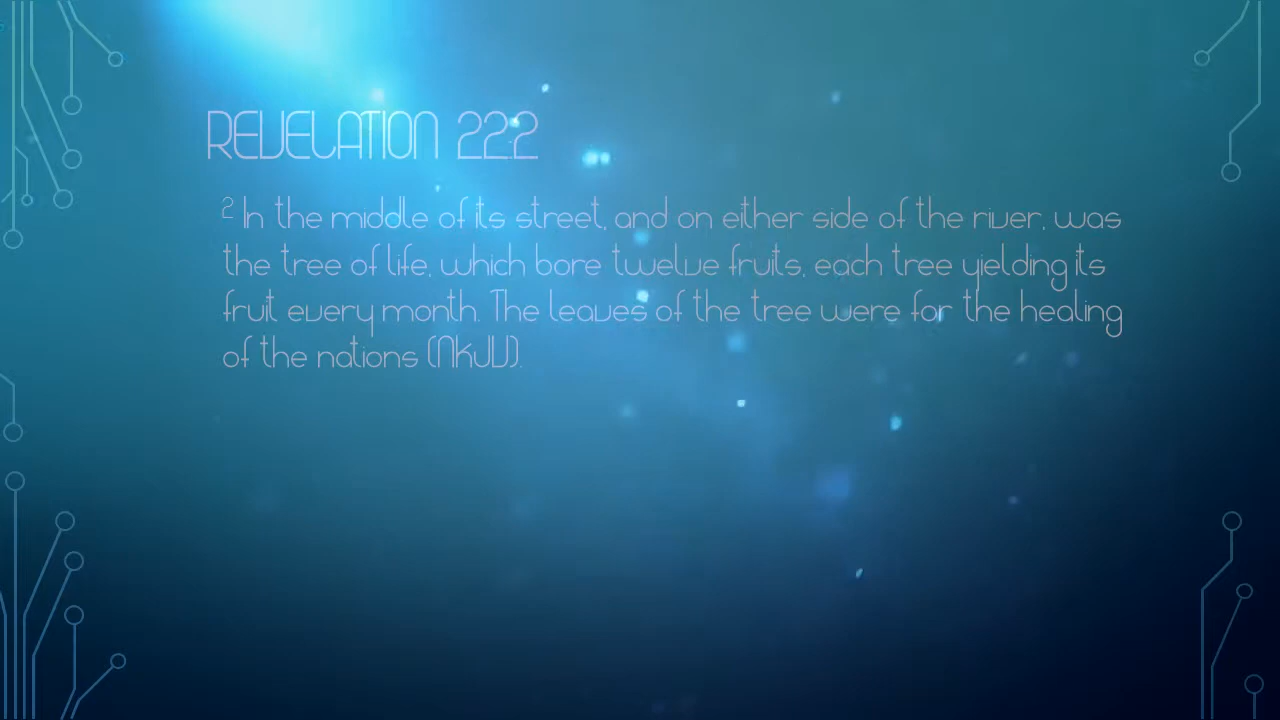 REVELATION 22:2
2 In the middle of its street, and on either side of the river, was
the tree of life, which bore twelve fruits, each tree yielding its
fruit every month. The leaves of the tree were for the healing
of the nations (NKJV).